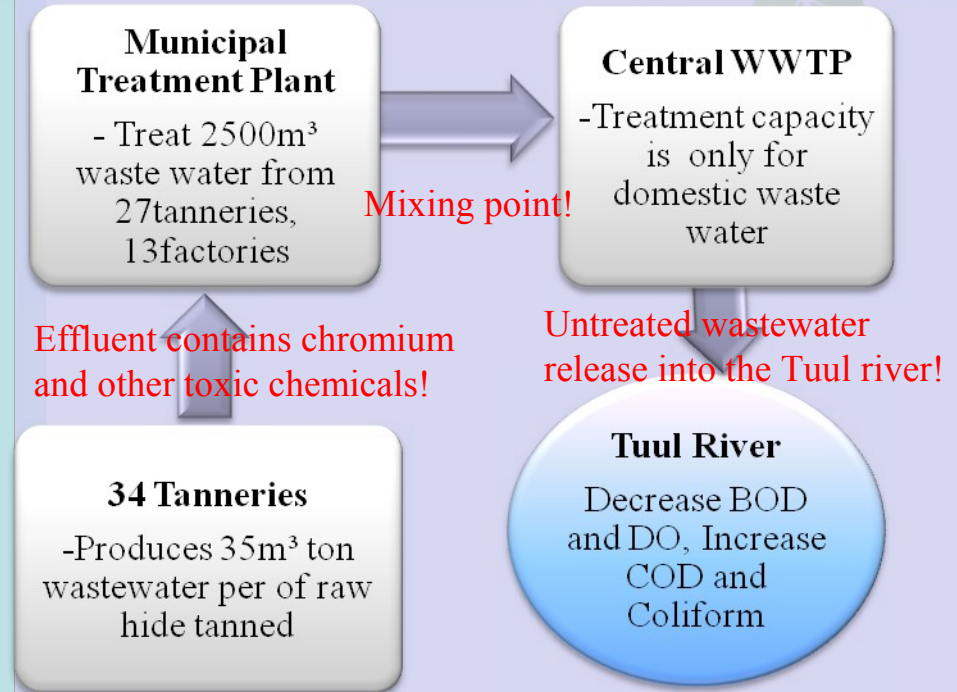 Municipal
Treatment Plant
- Treat 2500m³
waste water from
27tanneries,
13factories
Mixing point!
Central WWTP
-Treatment capacity
is only for
domestic waste
water
Effluent contains chromium
and other toxic chemicals!
Untreated wastewater
release into the Tuul river!
34 Tanneries
-Produces 35m³ ton
wastewater per of raw
hide tanned
Tuul River
Decrease BOD
and DO, Increase
COD and
Coliform